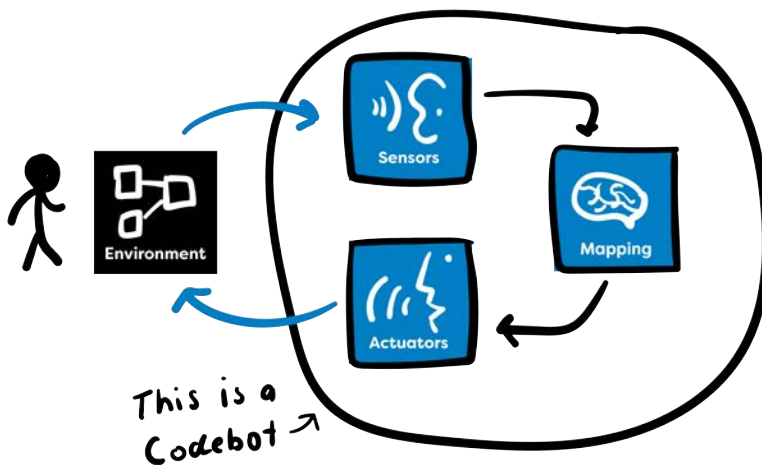 Sensors
Environment
Mapping
Actuators
This is a
Codebot